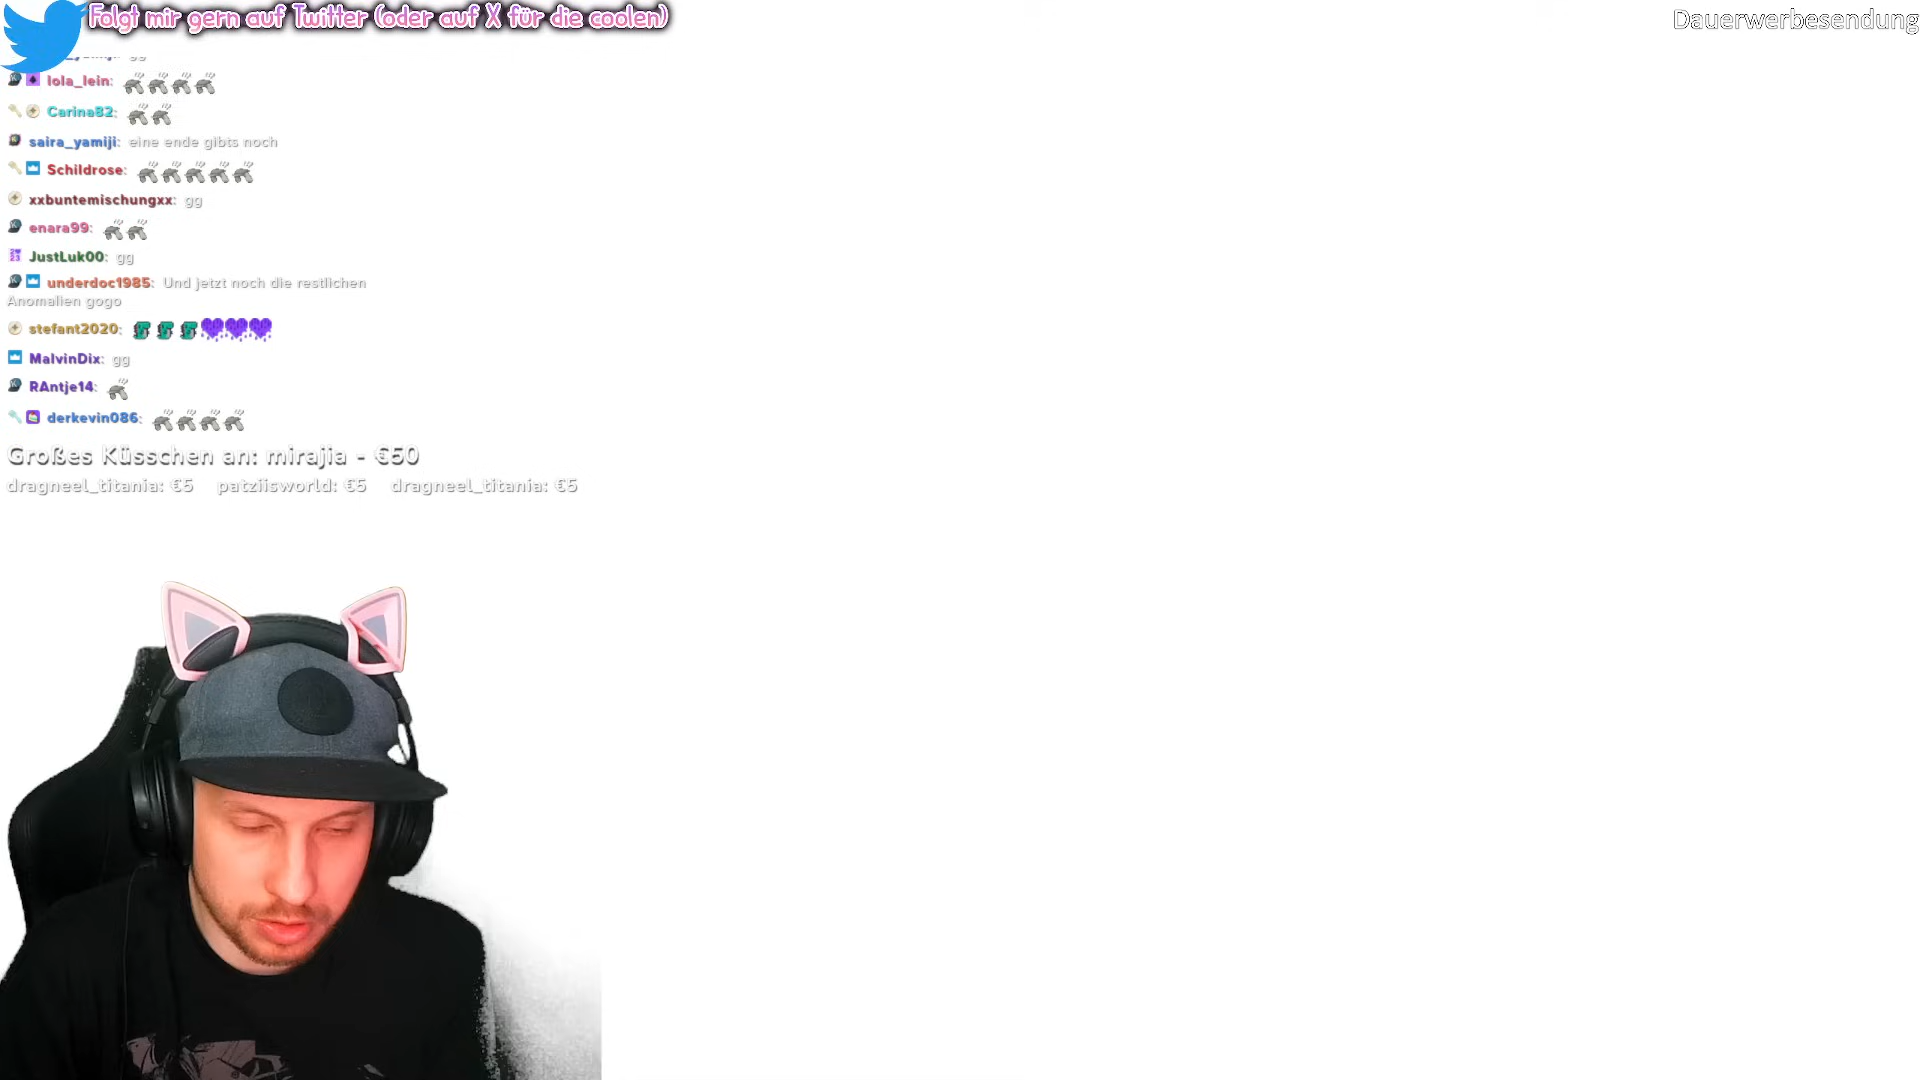 Folgt mir gern auf Twitter (oder auf X für die coolen)
Dauerwerbesendung
lola_lein:
Carina82:
saira_yamiji: eine ende gibts noch
Schildrose:
xxbuntemischungxx: gg
enara99:
JustLuk00: gg
underdoc1985: Und jetzt noch die restlichen
Anomalien gogo
stefant2020:
MalvinDix: gg
RAntje14:
derkevin086:
Großes Küsschen an: mirajia - €50
dragneel_titania: €5 patziisworld: €5 dragneel_titania: €5